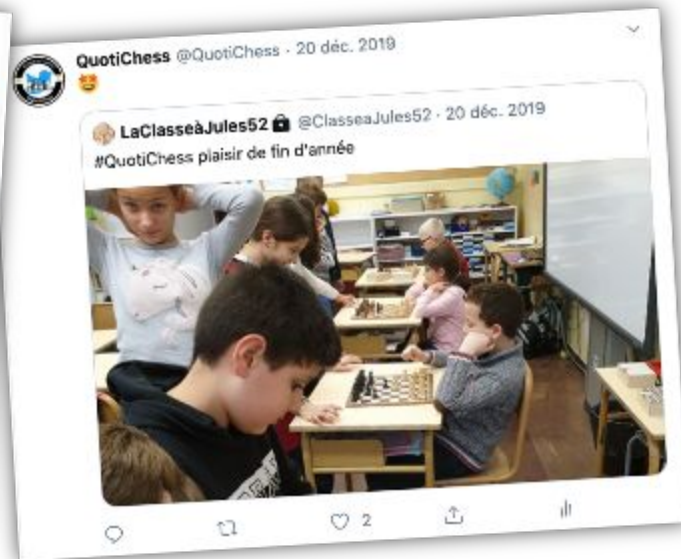 QuotiChess @QuotiChess · 20 déc. 2019
🤩
LaClasseàJules52 🔒 @ClasseaJules52 · 20 déc. 2019
#QuotiChess plaisir de fin d'année
2